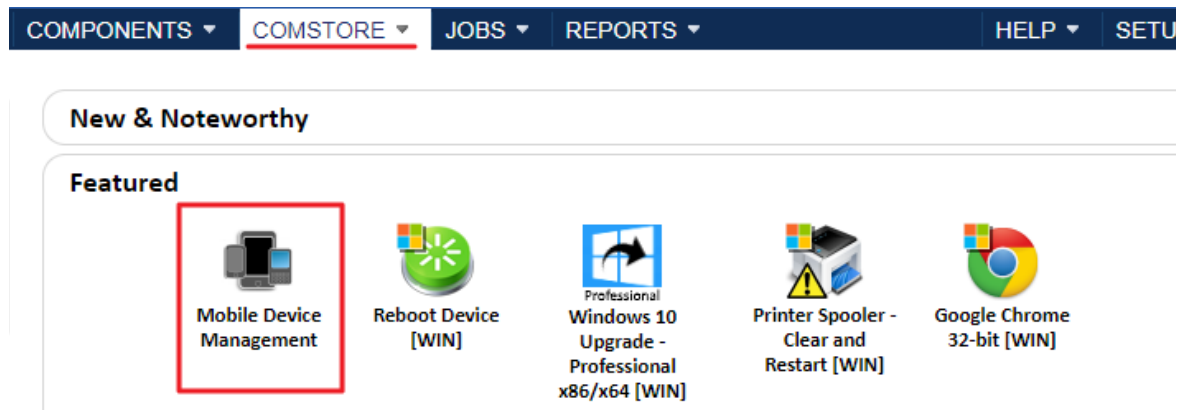 COMPONENTS COMSTORE JOBS REPORTS HELP SETU
New & Noteworthy
Featured
Mobile Device
Management
Reboot Device
[WIN]
Professional
Windows 10
Upgrade -
Professional
x86/x64 [WIN]
Printer Spooler -
Clear and
Restart [WIN]
Google Chrome
32-bit [WIN]